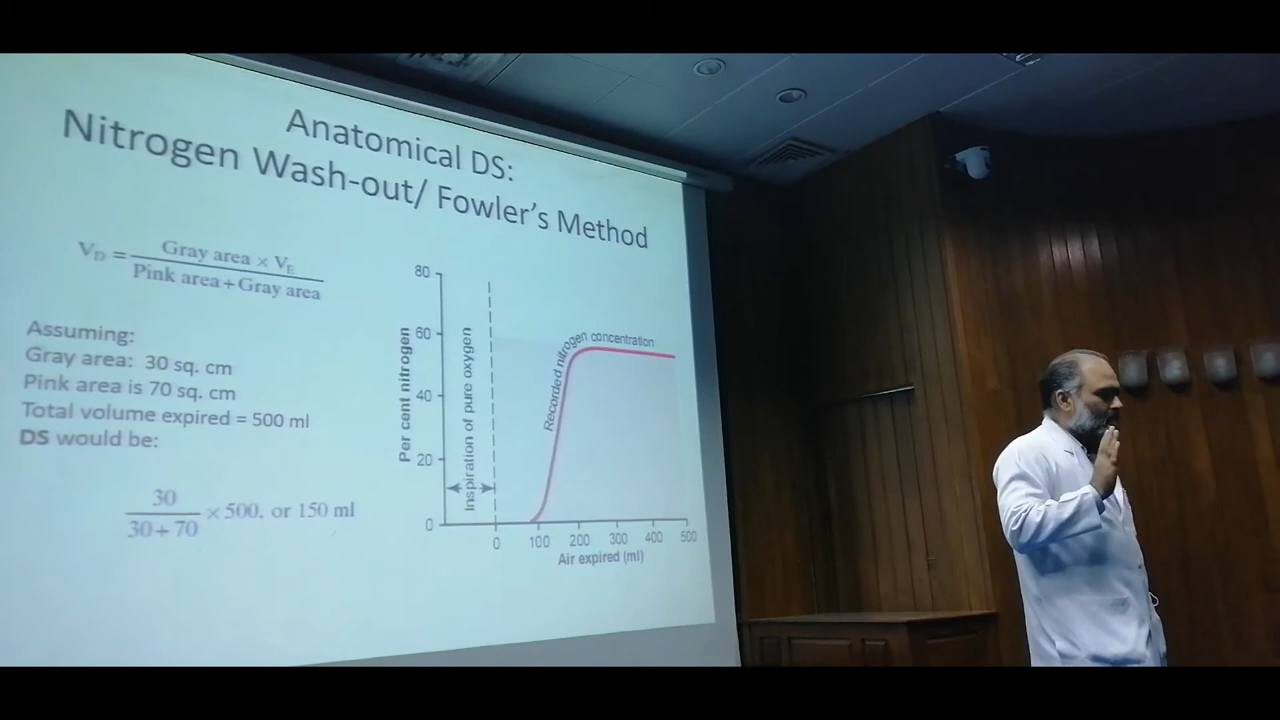 Anatomical DS:
Nitrogen Wash-out/ Fowler's Method
V_D = Gray area × V_E
Pink area + Gray area
Assuming:
Gray area: 30 sq. cm
Pink area is 70 sq. cm
Total volume expired = 500 ml
DS would be:
30
30 + 70
× 500, or 150 ml
Per cent nitrogen
80
60
40
20
0
Inspiration of pure oxygen
Recorded nitrogen concentration
0 100 200 300 400 500
Air expired (ml)